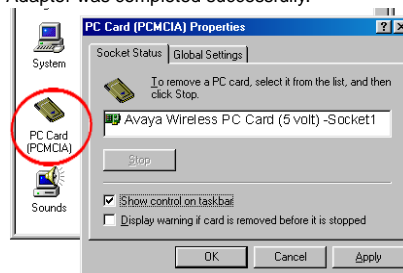 Adapter was completed successfully.
System
PC Card
(PCMCIA)
Sounds
PC Card (PCMCIA) Properties
Socket Status
Global Settings
To remove a PC card, select it from the list, and then
click Stop.
Avaya Wireless PC Card (5 volt) -Socket1
Stop
Show control on taskbar
Display warning if card is removed before it is stopped
OK
Cancel
Apply